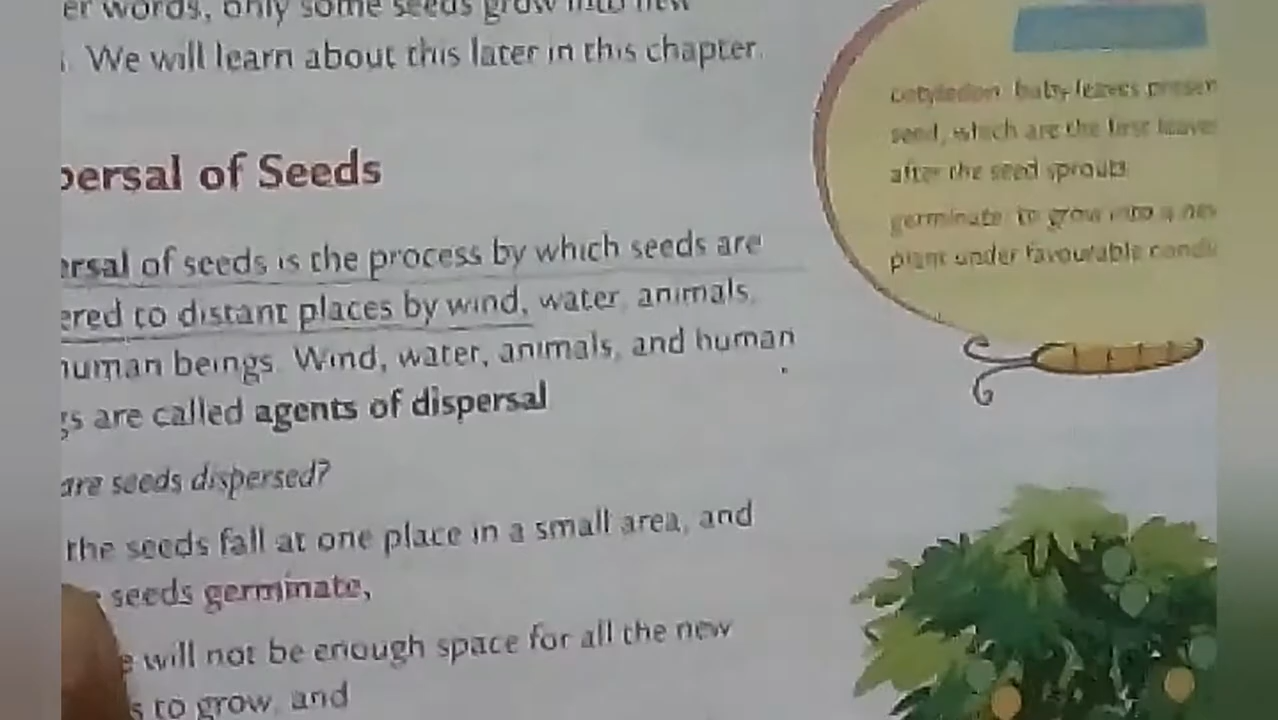 er words, only some seeds grow into new
. We will learn about this later in this chapter.
persal of Seeds
ersal of seeds is the process by which seeds are
ered to distant places by wind, water, animals,
human beings. Wind, water, animals, and human
gs are called agents of dispersal
are seeds dispersed?
the seeds fall at one place in a small area, and
seeds germinate,
e will not be enough space for all the new
s to grow, and
cotyledon: baby leaves presen
seed, which are the first leaves
after the seed sprouts
germinate: to grow into a new
plant under favourable condi